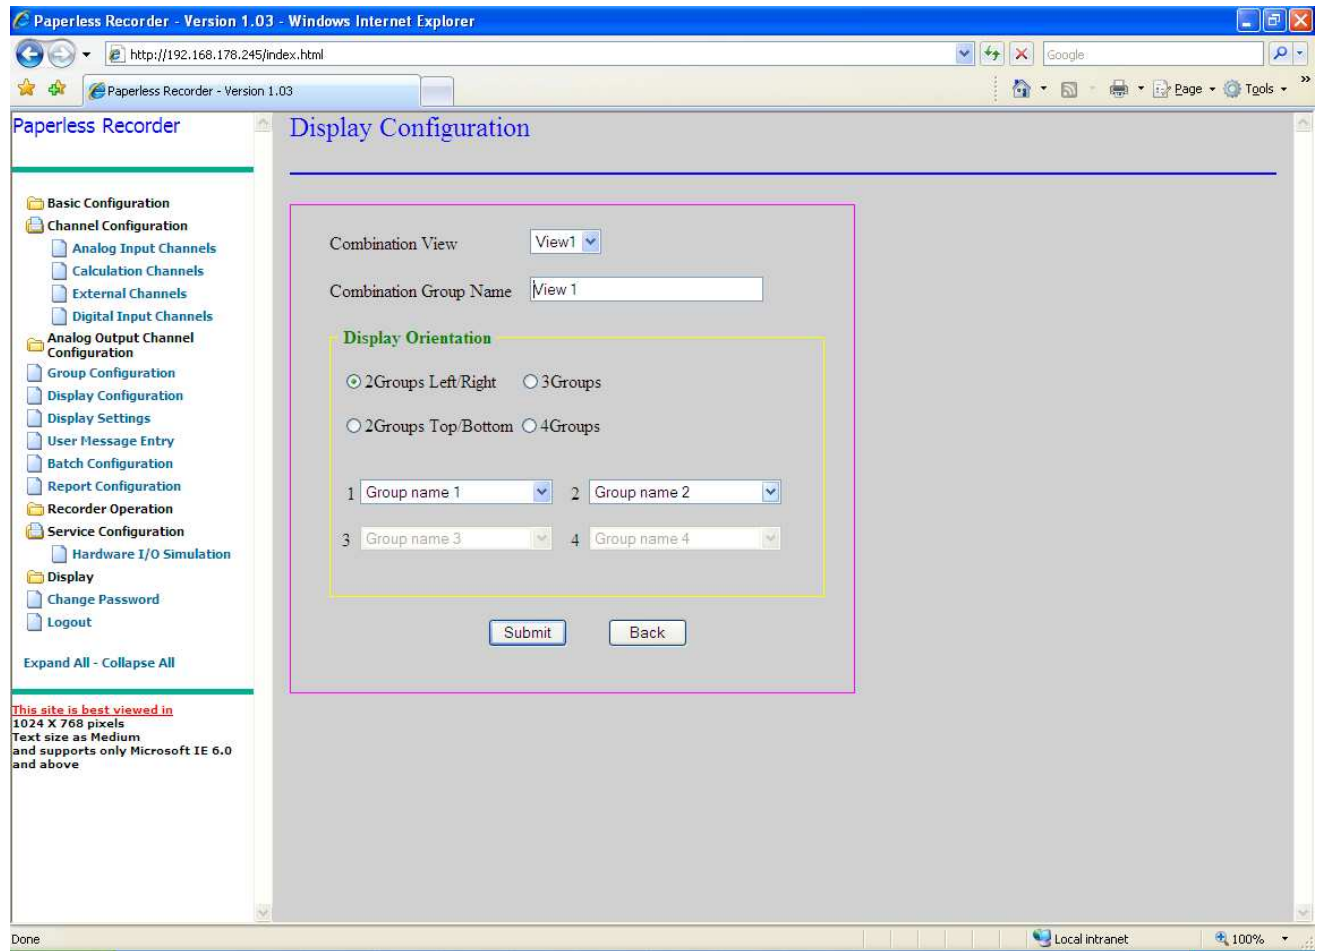 Paperless Recorder - Version 1.03 - Windows Internet Explorer
http://192.168.178.245/index.html
Google
Paperless Recorder - Version 1.03
Page
Tools
»
Paperless Recorder
Basic Configuration
Channel Configuration
Analog Input Channels
Calculation Channels
External Channels
Digital Input Channels
Analog Output Channel
Configuration
Group Configuration
Display Configuration
Display Settings
User Message Entry
Batch Configuration
Report Configuration
Recorder Operation
Service Configuration
Hardware I/O Simulation
Display
Change Password
Logout
Expand All - Collapse All
This site is best viewed in
1024 X 768 pixels
Text size as Medium
and supports only Microsoft IE 6.0
and above
Display Configuration
Combination View View1
Combination Group Name View 1
Display Orientation
2Groups Left/Right 3Groups
2Groups Top/Bottom 4Groups
1 Group name 1 2 Group name 2
3 Group name 3 4 Group name 4
Submit Back
Done Local intranet 100%